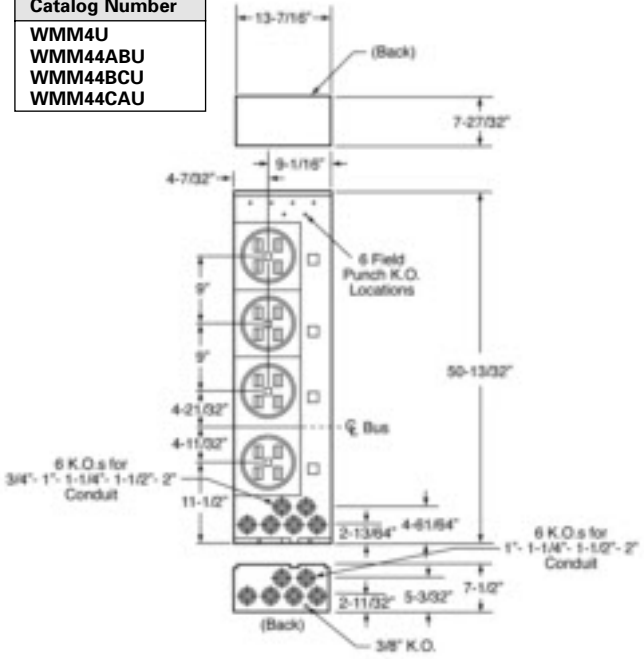 Catalog Number
WMM4U
WMM44ABU
WMM44BCU
WMM44CAU
13-7/16"
(Back)
7-27/32"
9-1/16"
4-7/32"
6 Field
Punch K.O.
Locations
9"
9"
50-13/32"
4-21/32"
℄ Bus
4-11/32"
6 K.O.s for
3/4"- 1"- 1-1/4"- 1-1/2"- 2"
Conduit
11-1/2"
2-13/64"
4-61/64"
6 K.O.s for
1"- 1-1/4"- 1-1/2"- 2"
Conduit
7-1/2"
5-3/32"
2-11/32"
(Back)
3/8" K.O.